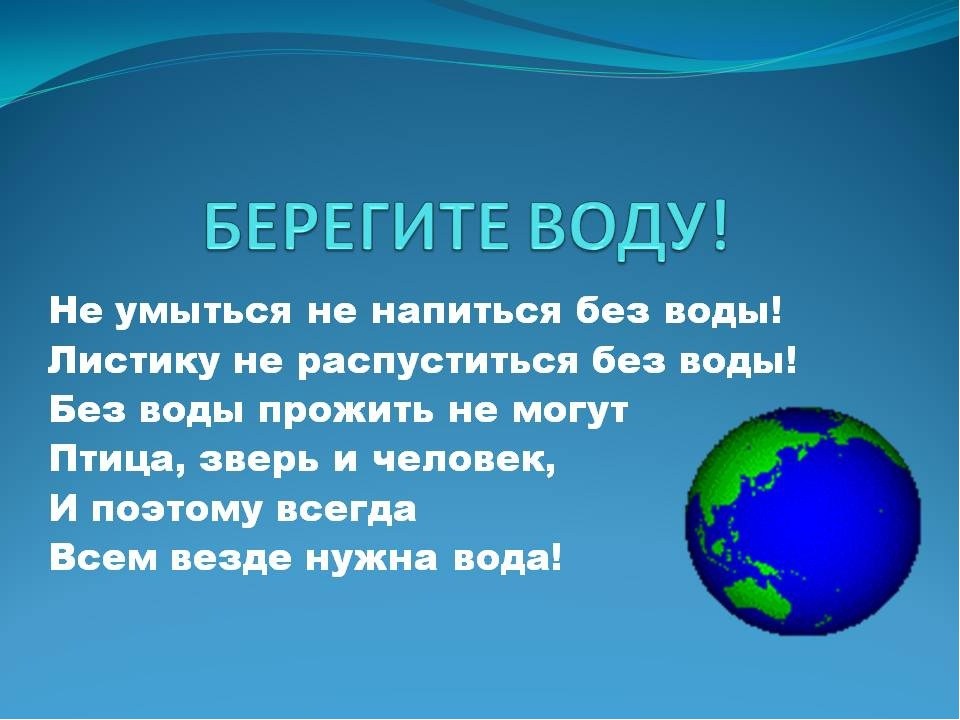 БЕРЕГИТЕ ВОДУ!
Не умыться не напиться без воды!
Листику не распуститься без воды!
Без воды прожить не могут
Птица, зверь и человек,
И поэтому всегда
Всем везде нужна вода!